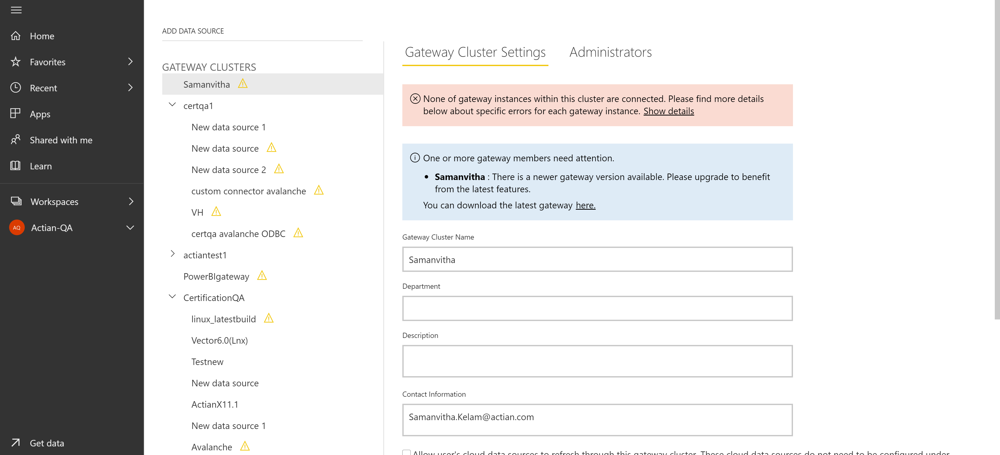 Home
Favorites
Recent
Apps
Shared with me
Learn
Workspaces
AQ
Actian-QA
Get data
ADD DATA SOURCE
GATEWAY CLUSTERS
Samanvitha
certqa1
New data source 1
New data source
New data source 2
custom connector avalanche
VH
certqa avalanche ODBC
actiantest1
PowerBIgateway
CertificationQA
linux_latestbuild
Vector6.0(Lnx)
Testnew
New data source
ActianX11.1
New data source 1
Avalanche
Gateway Cluster Settings
Administrators
None of gateway instances within this cluster are connected. Please find more details
below about specific errors for each gateway instance. Show details
One or more gateway members need attention.
• Samanvitha : There is a newer gateway version available. Please upgrade to benefit
from the latest features.
You can download the latest gateway here.
Gateway Cluster Name
Samanvitha
Department
Description
Contact Information
Samanvitha.Kelam@actian.com
Allow user's cloud data sources to refresh through this gateway cluster. These cloud data sources do not need to be configured under